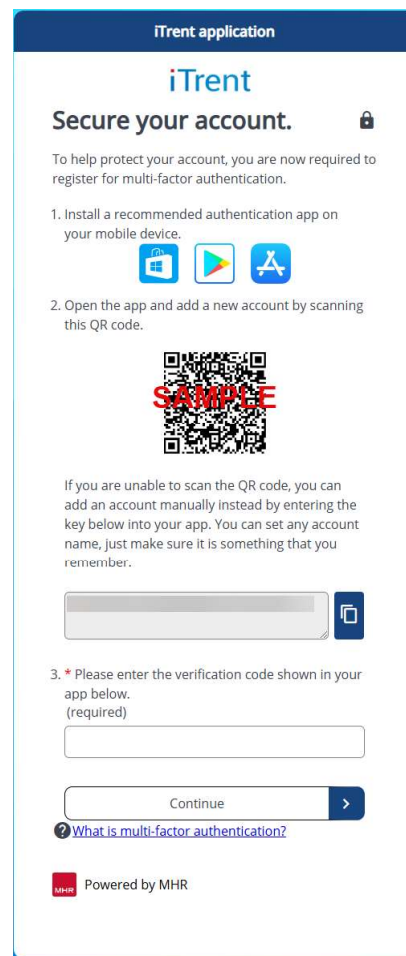 iTrent application
iTrent
Secure your account.
To help protect your account, you are now required to
register for multi-factor authentication.
1. Install a recommended authentication app on
your mobile device.
2. Open the app and add a new account by scanning
this QR code.
SAMPLE
If you are unable to scan the QR code, you can
add an account manually instead by entering the
key below into your app. You can set any account
name, just make sure it is something that you
remember.
3. * Please enter the verification code shown in your
app below.
(required)
Continue
? What is multi-factor authentication?
MHR Powered by MHR